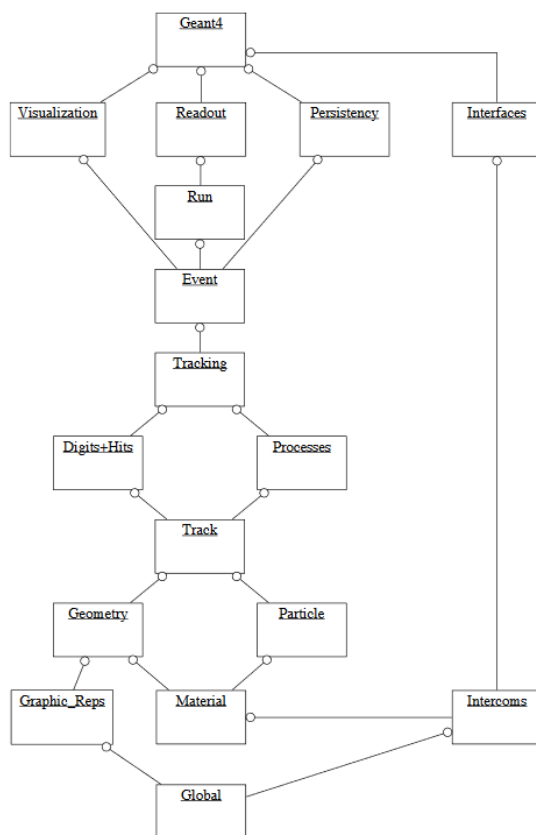 Geant4
Visualization
Readout
Persistency
Interfaces
Run
Event
Tracking
Digits+Hits
Processes
Track
Geometry
Particle
Graphic_Reps
Material
Intercoms
Global